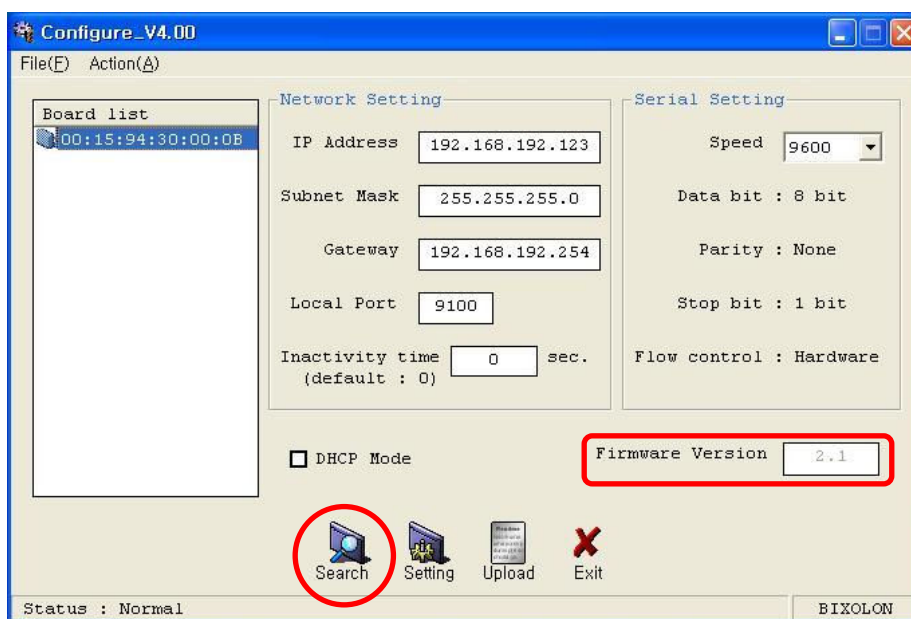 Configure_V4.00
File(F) Action(A)
Board list
00:15:94:30:00:0B
Network Setting
IP Address 192.168.192.123
Subnet Mask 255.255.255.0
Gateway 192.168.192.254
Local Port 9100
Inactivity time 0 sec.
(default : 0)
Serial Setting
Speed 9600
Data bit : 8 bit
Parity : None
Stop bit : 1 bit
Flow control : Hardware
DHCP Mode
Firmware Version 2.1
Search Setting Upload Exit
Status : Normal BIXOLON